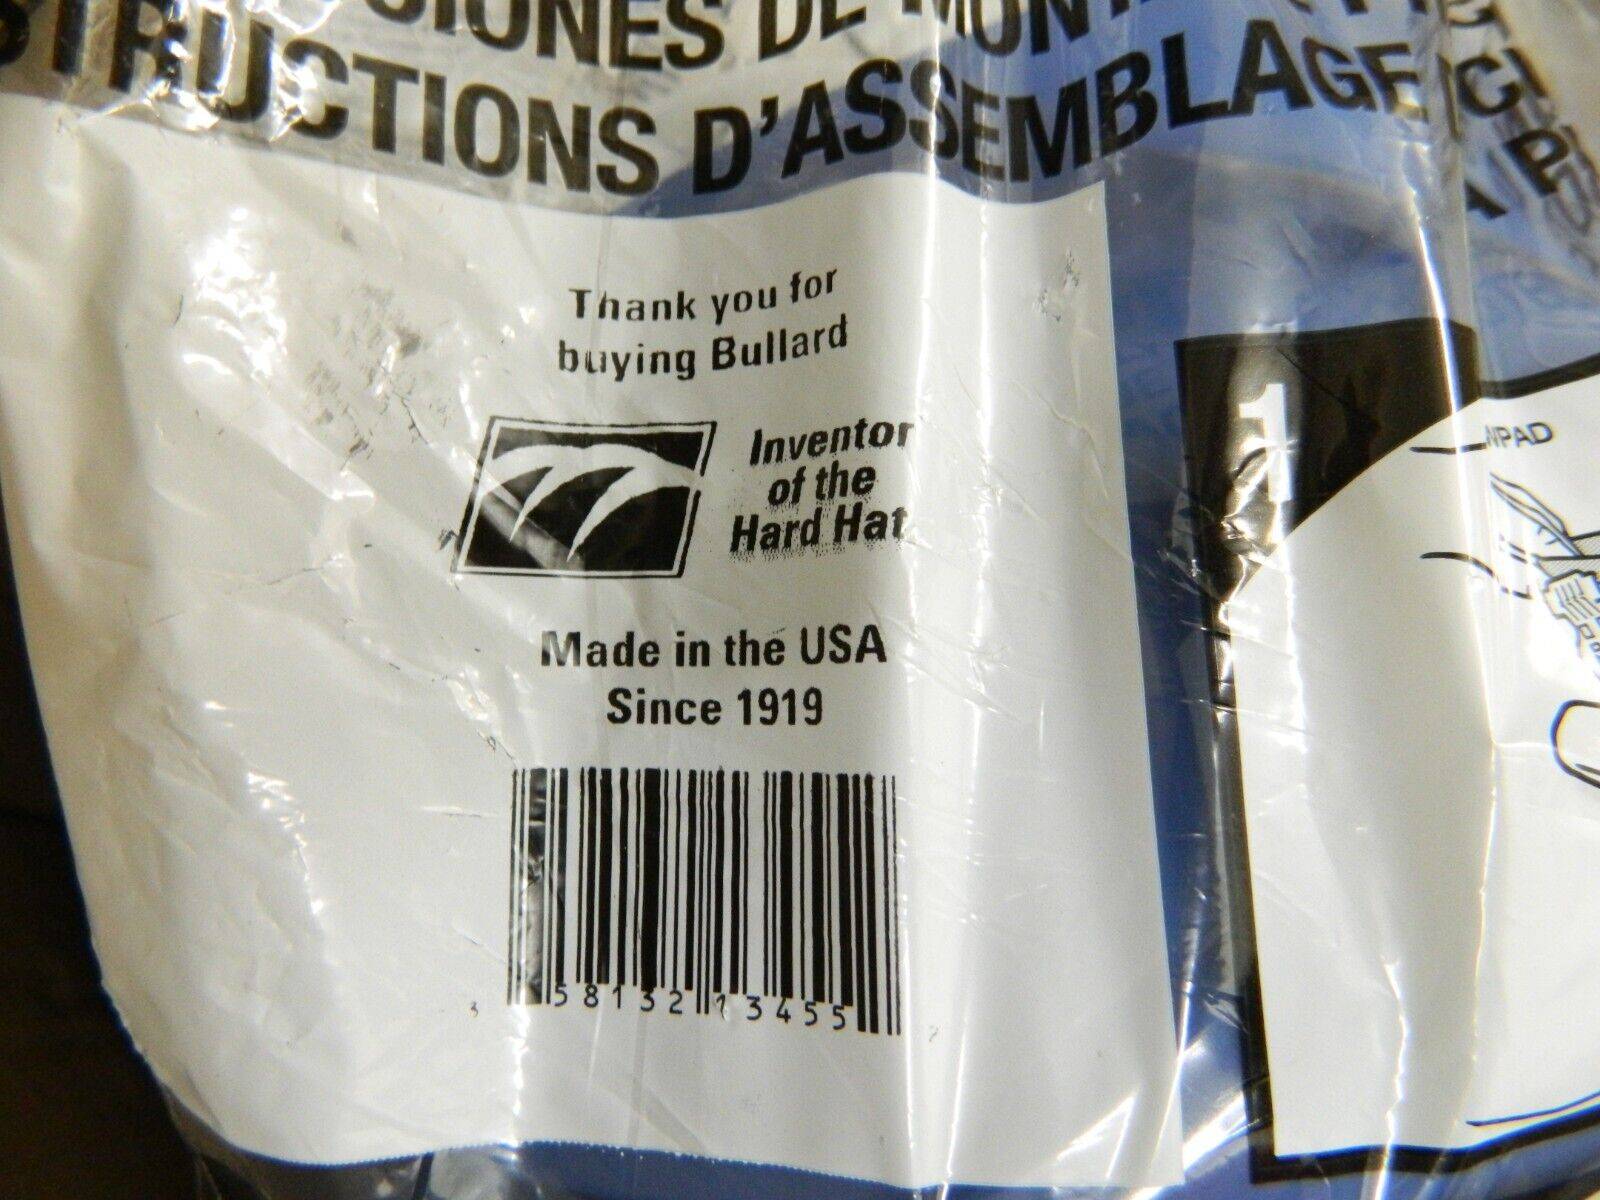 DE
STRUCTIONS D'ASSEMBLAGE
Thank you for
buying Bullard
Inventor
of the
Hard Hat
Made in the USA
Since 1919
1
58132 13455